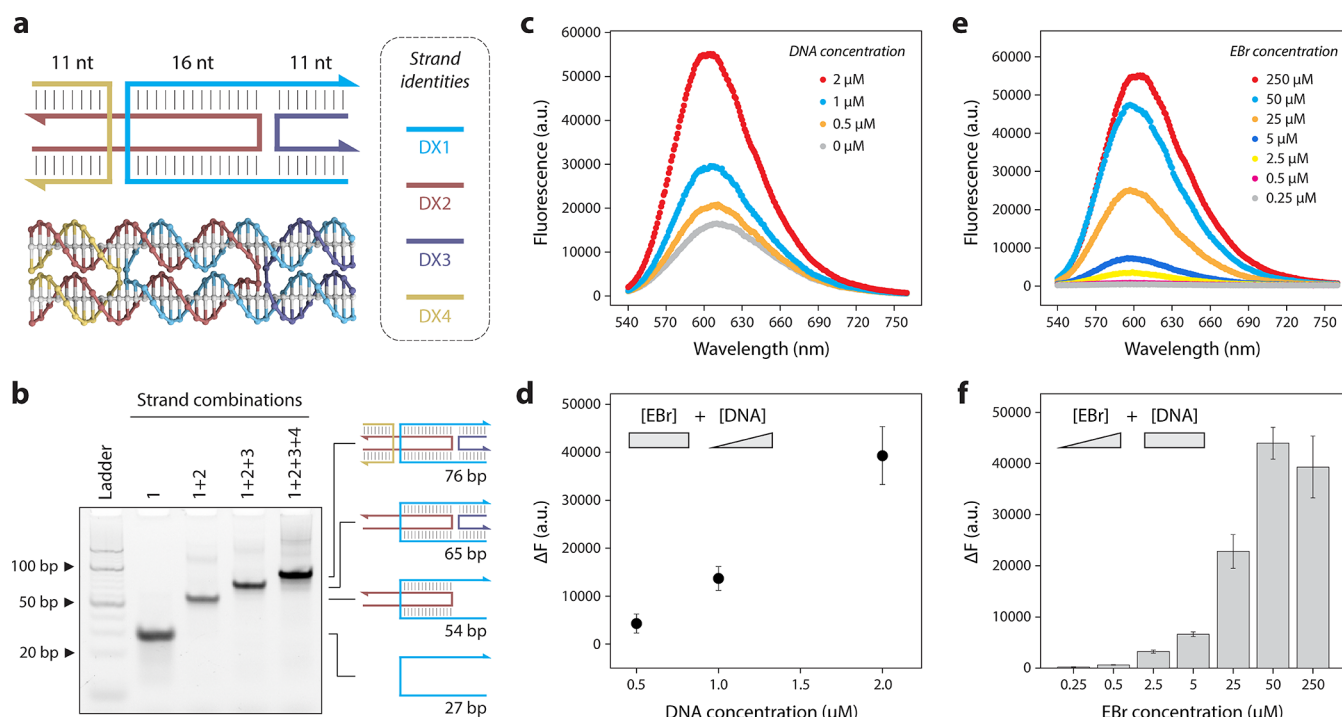 a
11 nt 16 nt 11 nt
Strand
identities
DX1
DX2
DX3
DX4
b
Strand combinations
Ladder
1
1+2
1+2+3
1+2+3+4
100 bp
50 bp
20 bp
76 bp
65 bp
54 bp
27 bp
c
Fluorescence (a.u.)
60000
50000
40000
30000
20000
10000
0
DNA concentration
2 µM
1 µM
0.5 µM
0 µM
540 570 600 630 660 690 720 750
Wavelength (nm)
d
ΔF (a.u.)
50000
40000
30000
20000
10000
0
[EBr] + [DNA]
0.5 1.0 1.5 2.0
DNA concentration (µM)
e
Fluorescence (a.u.)
60000
50000
40000
30000
20000
10000
0
EBr concentration
250 µM
50 µM
25 µM
5 µM
2.5 µM
0.5 µM
0.25 µM
540 570 600 630 660 690 720 750
Wavelength (nm)
f
ΔF (a.u.)
50000
40000
30000
20000
10000
0
[EBr] + [DNA]
0.25 0.5 2.5 5 25 50 250
EBr concentration (µM)